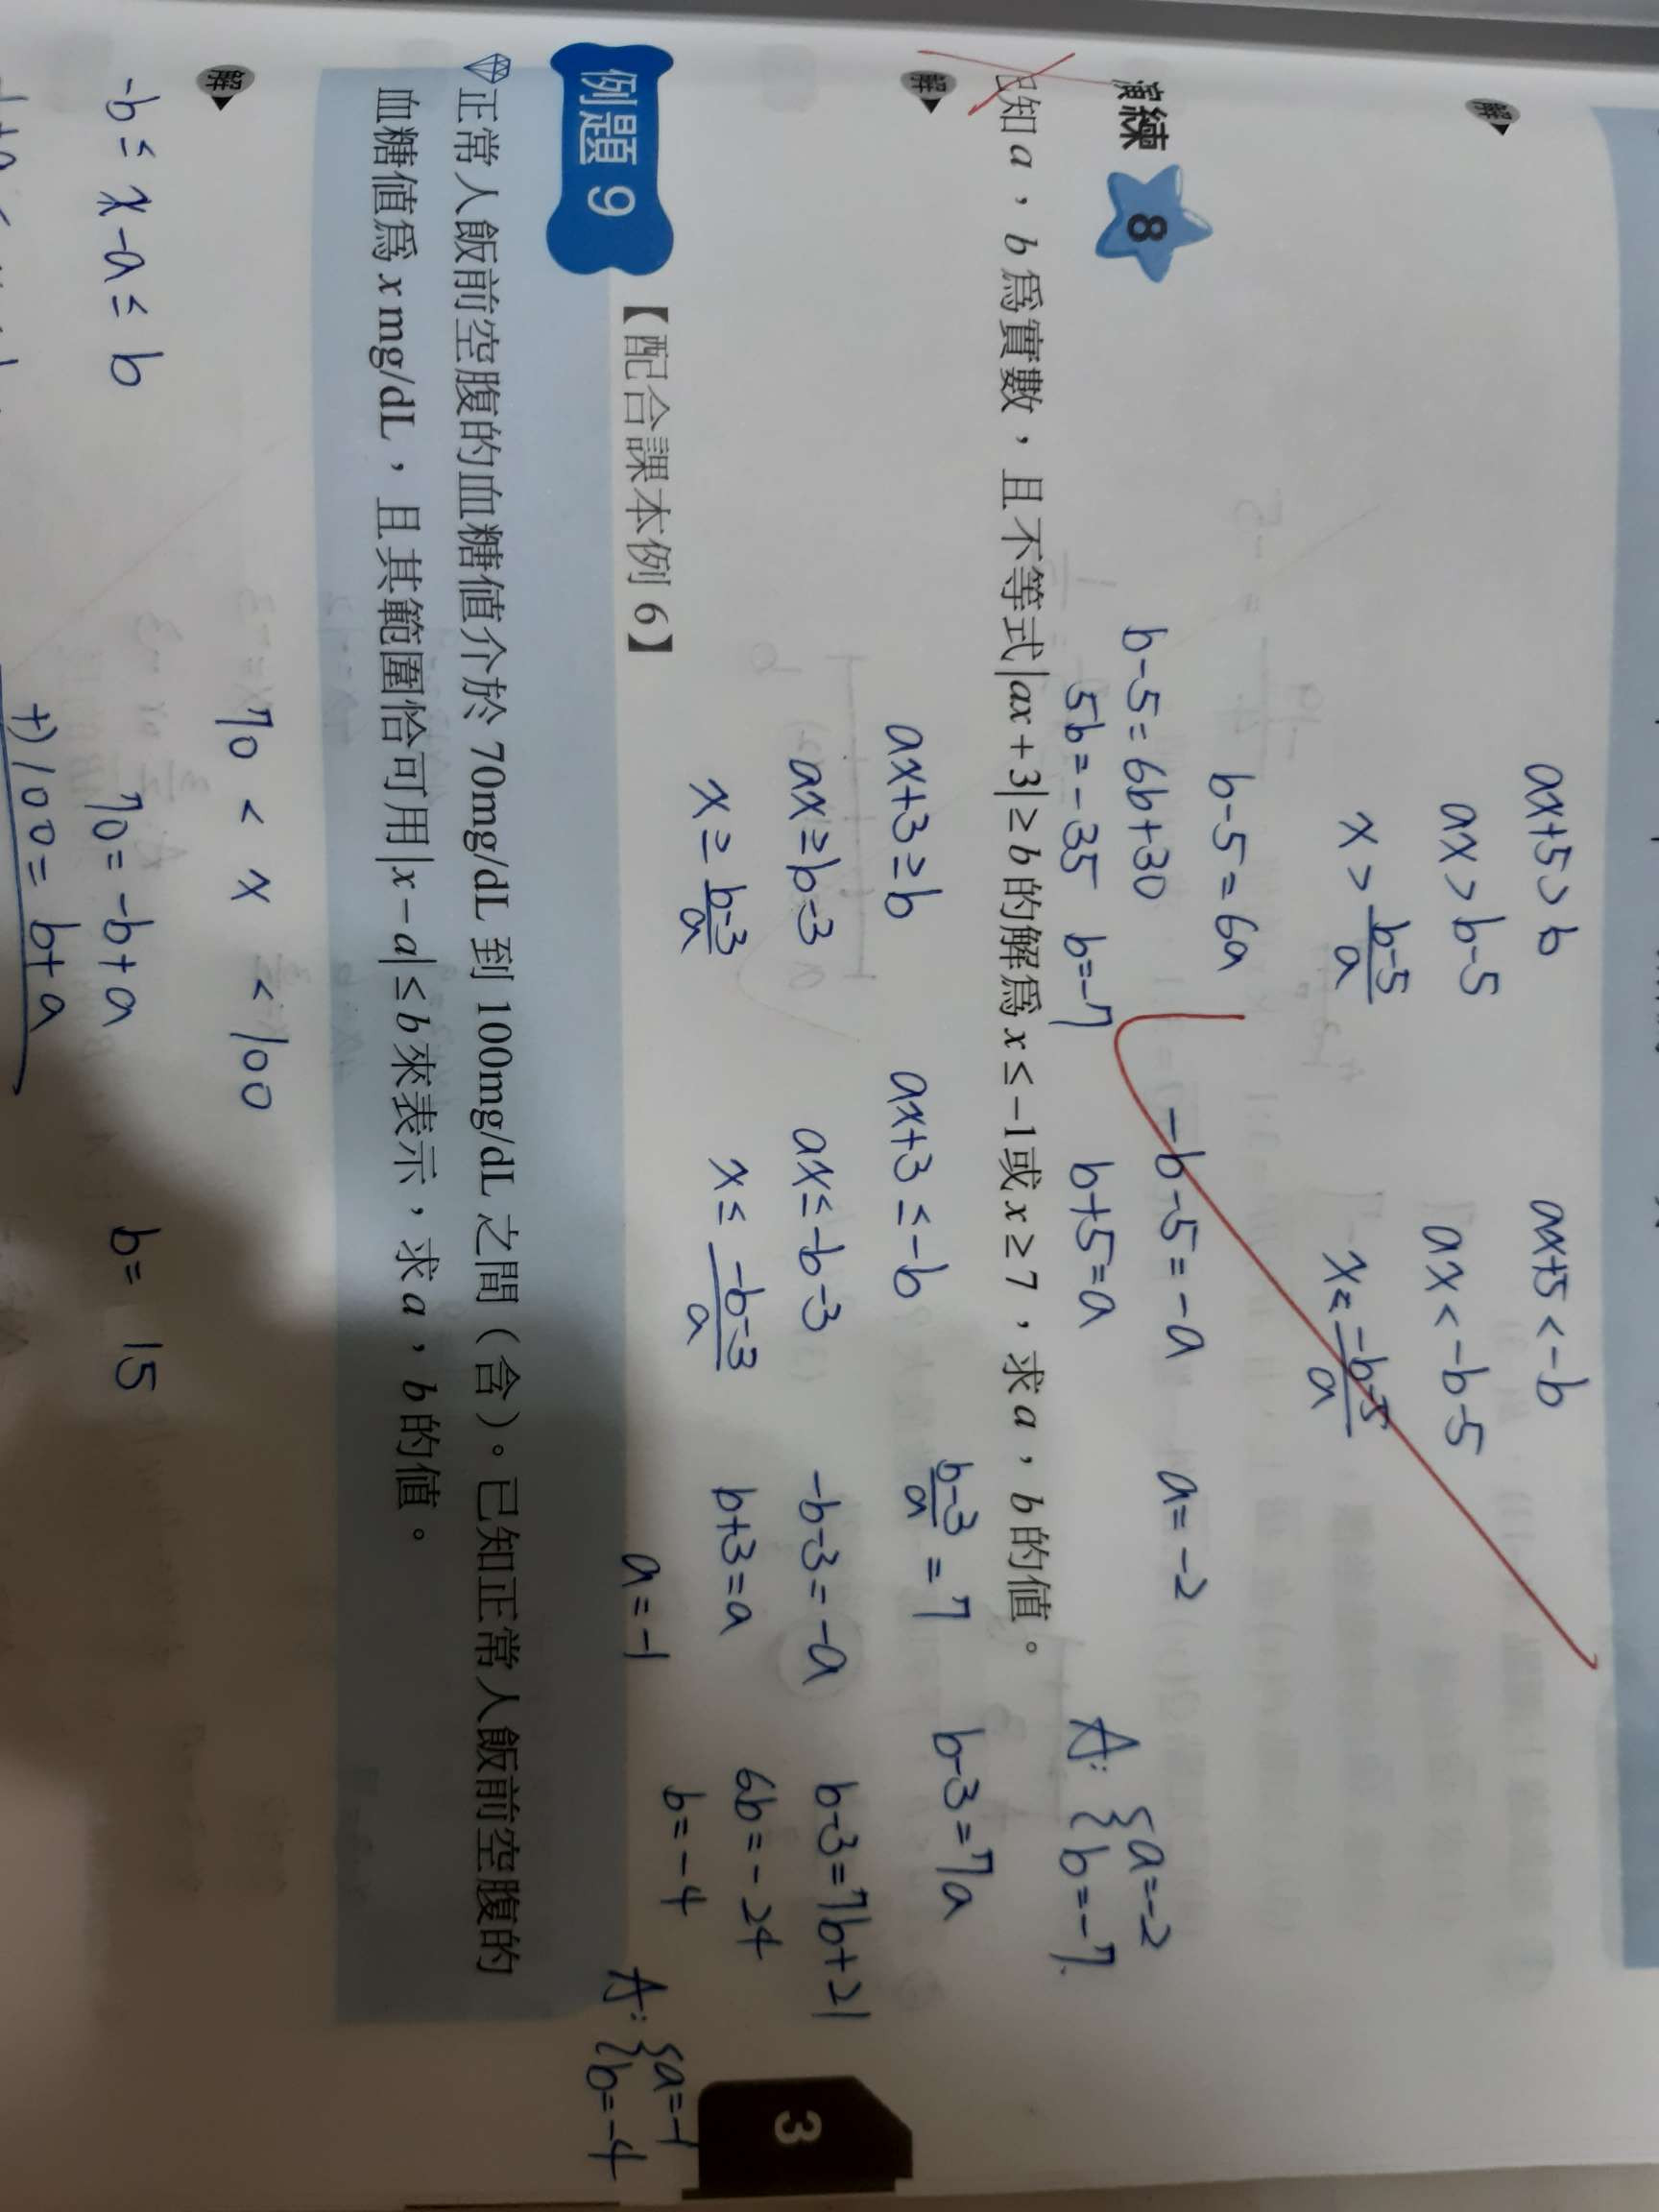 解
ax+5>b
ax+5<-b
ax>b-5
ax<-b-5
x>\frac{b-5}{a}
x<\frac{-b-5}{a}
b-5=6a
-b-5=-a
a=-2
b-5=6b+30
5b=-35 b=-7
b+5=a
A: {a=-2
b=-7.
演練 8
已知a,b為實數,且不等式|ax+3|≥b的解為x≤-1或x≥7,求a,b的值。
解
ax+3≥b
ax+3≤-b
\frac{b-3}{a}=7
b-3=7a
ax≥b-3
ax≤-b-3
-b-3=-a
b-3=7b+21
x≥\frac{b-3}{a}
x≤\frac{-b-3}{a}
b+3=a
6b=-24
b=-4
a=-1
A: {a=-1
b=-4
3
例題 9
【配合課本例6】
正常人飯前空腹的血糖值介於70mg/dL到100mg/dL之間(含)。已知正常人飯前空腹的
血糖值為x mg/dL,且其範圍恰可用|x-a|≤b來表示,求a,b的值。
解
70 < x < 100
-b≤x-a≤b
70=-b+a
b= 15
+) 100= b+a